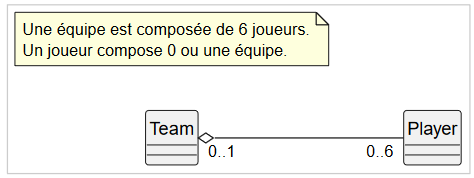 Une équipe est composée de 6 joueurs.
Un joueur compose 0 ou une équipe.
Team
Player
0..1
0..6